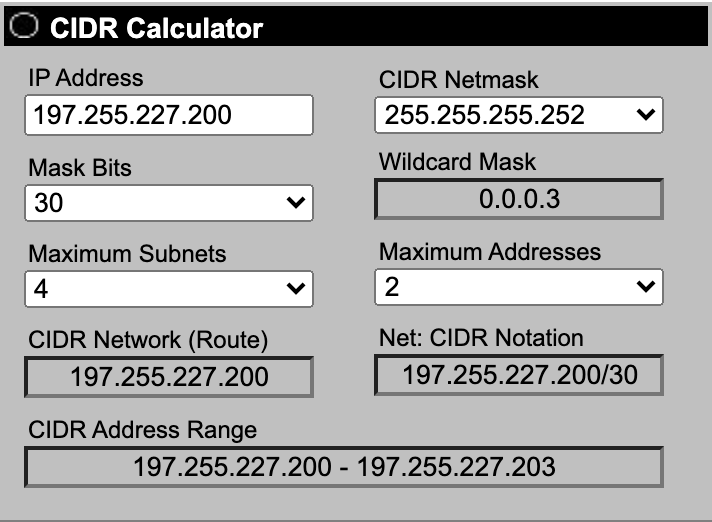 CIDR Calculator
IP Address
197.255.227.200
CIDR Netmask
255.255.255.252
Mask Bits
30
Wildcard Mask
0.0.0.3
Maximum Subnets
4
Maximum Addresses
2
CIDR Network (Route)
197.255.227.200
Net: CIDR Notation
197.255.227.200/30
CIDR Address Range
197.255.227.200 - 197.255.227.203